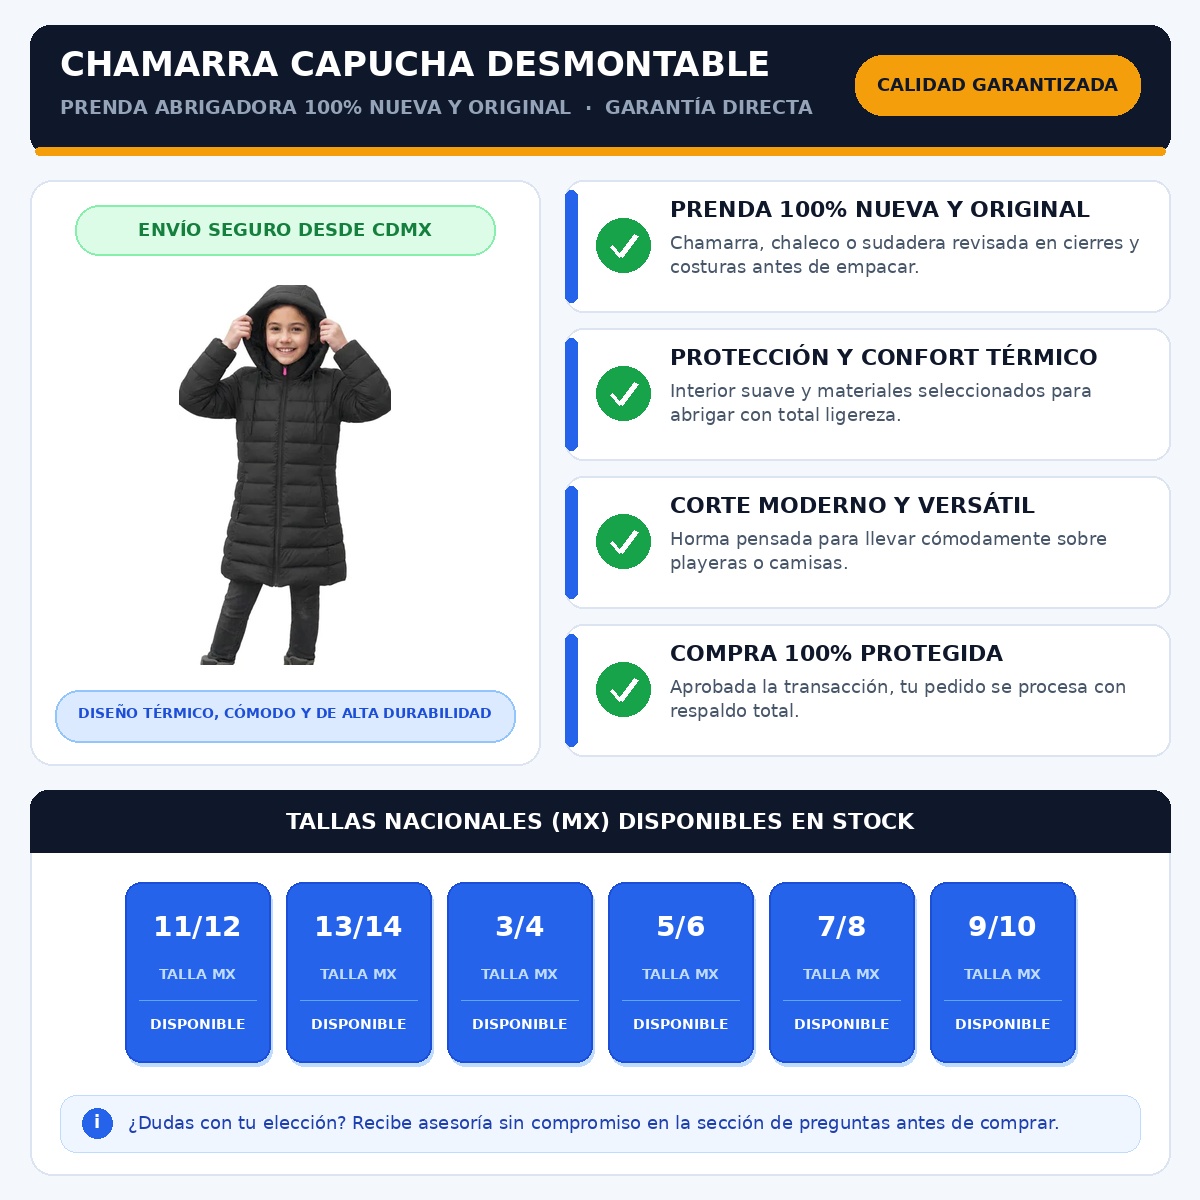 CHAMARRA CAPUCHA DESMONTABLE
PRENDA ABRIGADORA 100% NUEVA Y ORIGINAL · GARANTÍA DIRECTA
CALIDAD GARANTIZADA
ENVÍO SEGURO DESDE CDMX
DISEÑO TÉRMICO, CÓMODO Y DE ALTA DURABILIDAD
PRENDA 100% NUEVA Y ORIGINAL
Chamarra, chaleco o sudadera revisada en cierres y
costuras antes de empacar.
PROTECCIÓN Y CONFORT TÉRMICO
Interior suave y materiales seleccionados para
abrigar con total ligereza.
CORTE MODERNO Y VERSÁTIL
Horma pensada para llevar cómodamente sobre
playeras o camisas.
COMPRA 100% PROTEGIDA
Aprobada la transacción, tu pedido se procesa con
respaldo total.
TALLAS NACIONALES (MX) DISPONIBLES EN STOCK
11/12
TALLA MX
DISPONIBLE
13/14
TALLA MX
DISPONIBLE
3/4
TALLA MX
DISPONIBLE
5/6
TALLA MX
DISPONIBLE
7/8
TALLA MX
DISPONIBLE
9/10
TALLA MX
DISPONIBLE
i ¿Dudas con tu elección? Recibe asesoría sin compromiso en la sección de preguntas antes de comprar.